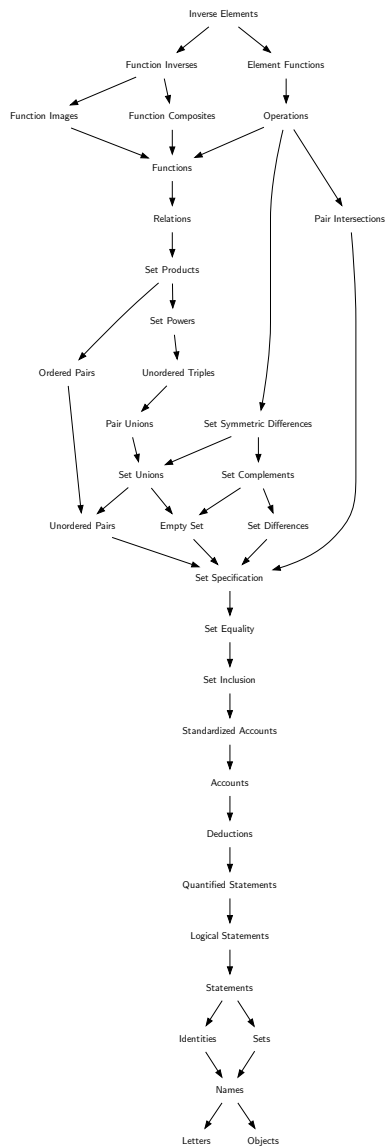 Inverse Elements
Function Inverses Element Functions
Function Images Function Composites Operations
Functions
Relations Pair Intersections
Set Products
Set Powers
Ordered Pairs Unordered Triples
Pair Unions Set Symmetric Differences
Set Unions Set Complements
Unordered Pairs Empty Set Set Differences
Set Specification
Set Equality
Set Inclusion
Standardized Accounts
Accounts
Deductions
Quantified Statements
Logical Statements
Statements
Identities Sets
Names
Letters Objects